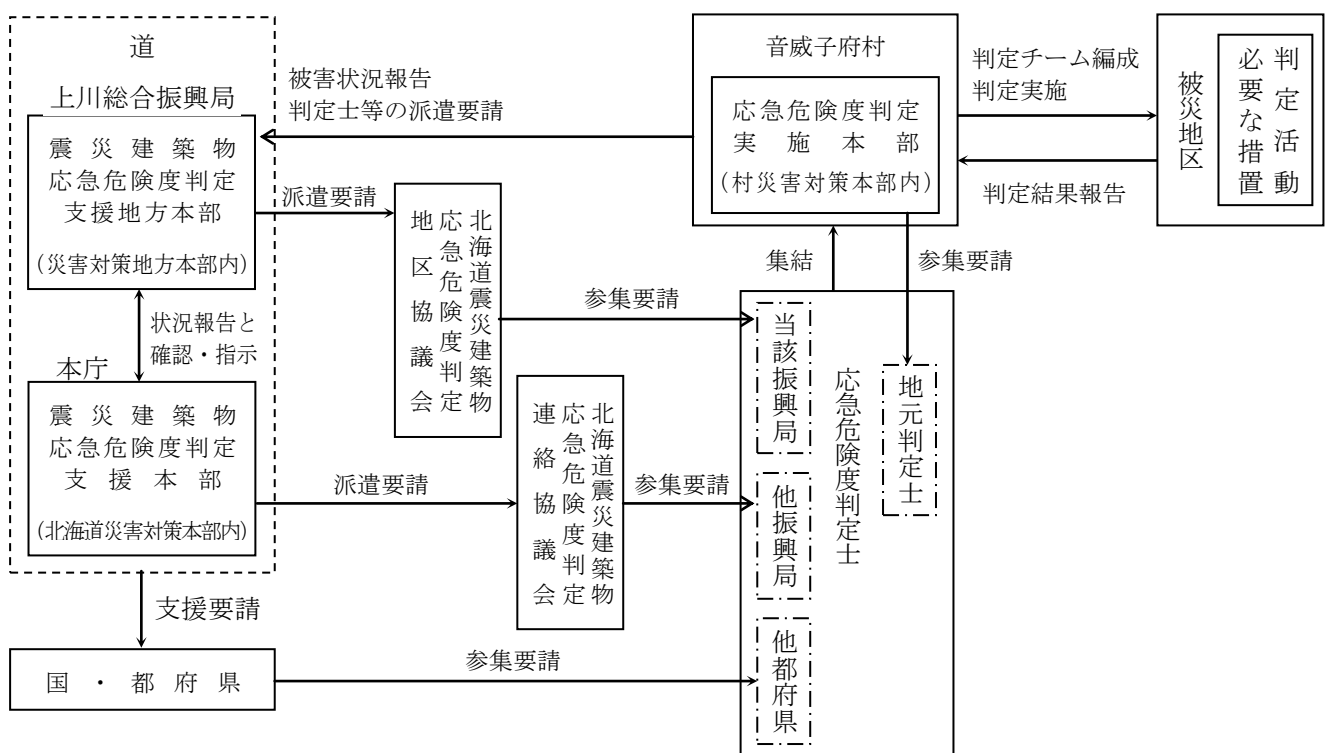 道
上川総合振興局
震災建築物
応急危険度判定
支援地方本部
(災害対策地方本部内)
状況報告と
確認・指示
本庁
震災建築物
応急危険度判定
支援本部
(北海道災害対策本部内)
支援要請
国・都府県
被害状況報告
判定士等の派遣要請
派遣要請
北海道震災建築物
応急危険度判定
地区協議会
派遣要請
北海道震災建築物
応急危険度判定
連絡協議会
参集要請
参集要請
参集要請
音威子府村
応急危険度判定
実施本部
(村災害対策本部内)
集結
参集要請
判定チーム編成
判定実施
判定結果報告
被災地区
判定活動
必要な措置
応急危険度判定士
地元判定士
当該振興局
他振興局
他都府県